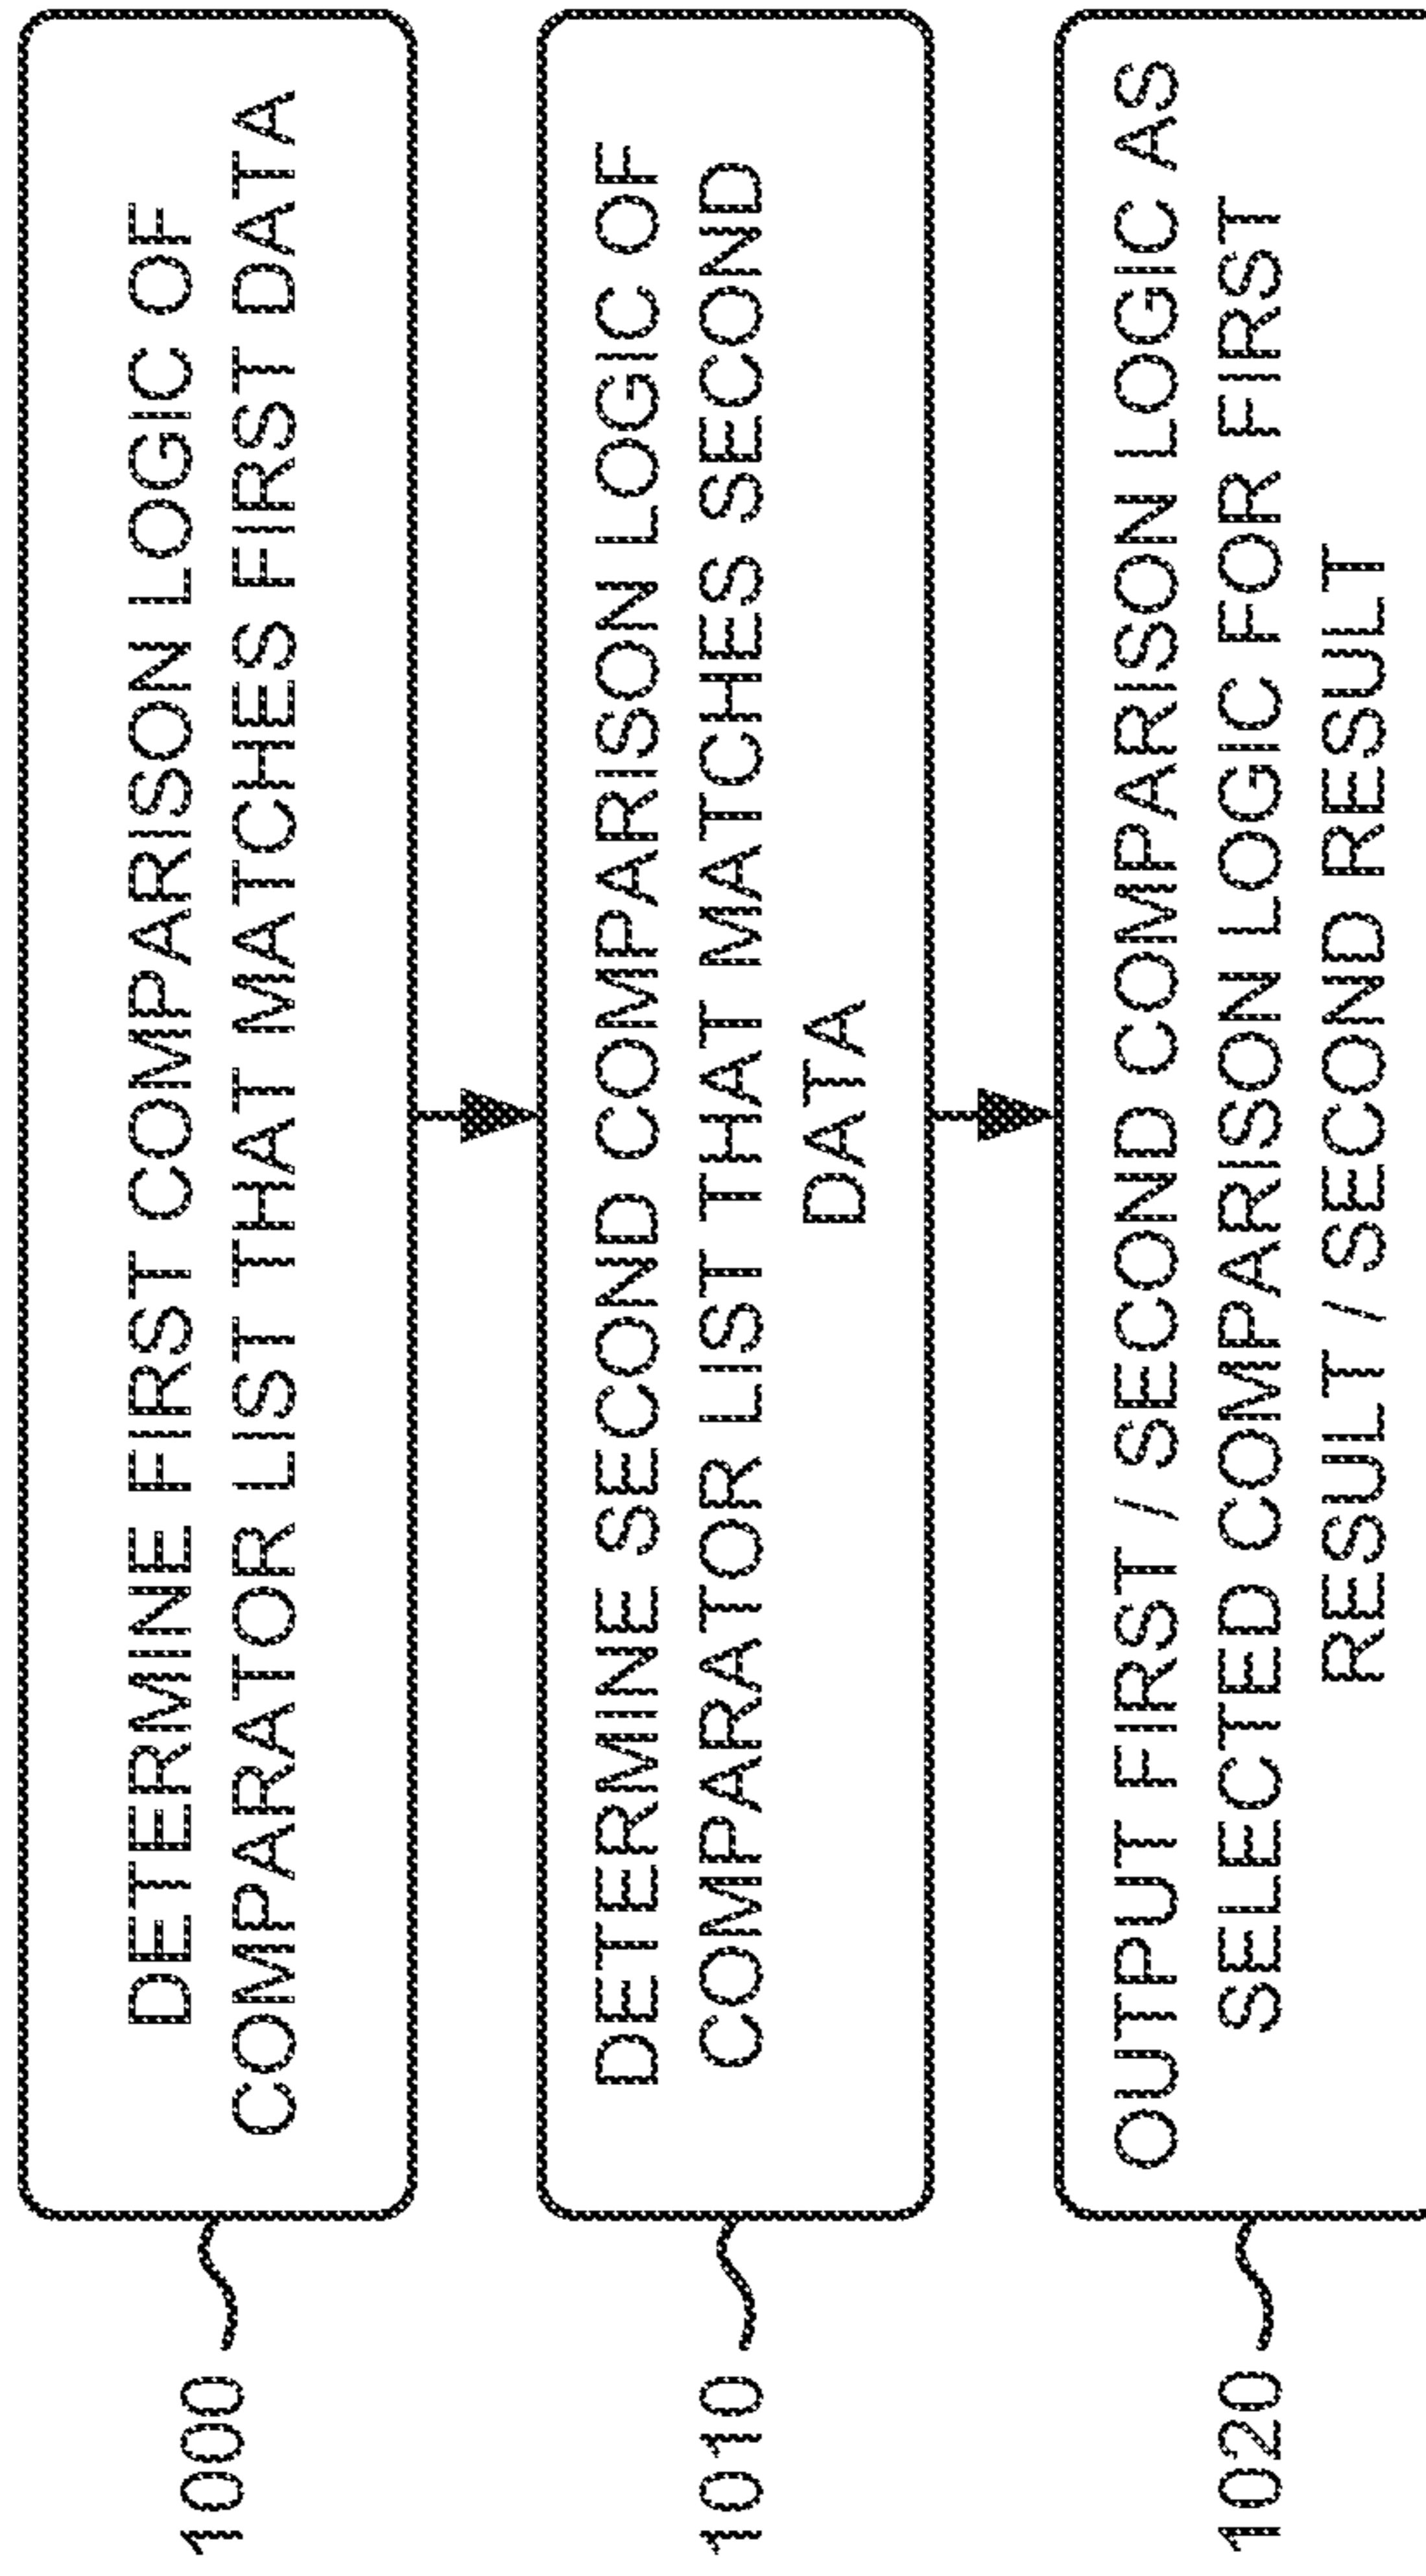 1000
DETERMINE FIRST COMPARISON LOGIC OF
COMPARATOR LIST THAT MATCHES FIRST DATA
1010
DETERMINE SECOND COMPARISON LOGIC OF
COMPARATOR LIST THAT MATCHES SECOND
DATA
1020
OUTPUT FIRST / SECOND COMPARISON LOGIC AS
SELECTED COMPARISON LOGIC FOR FIRST
RESULT / SECOND RESULT